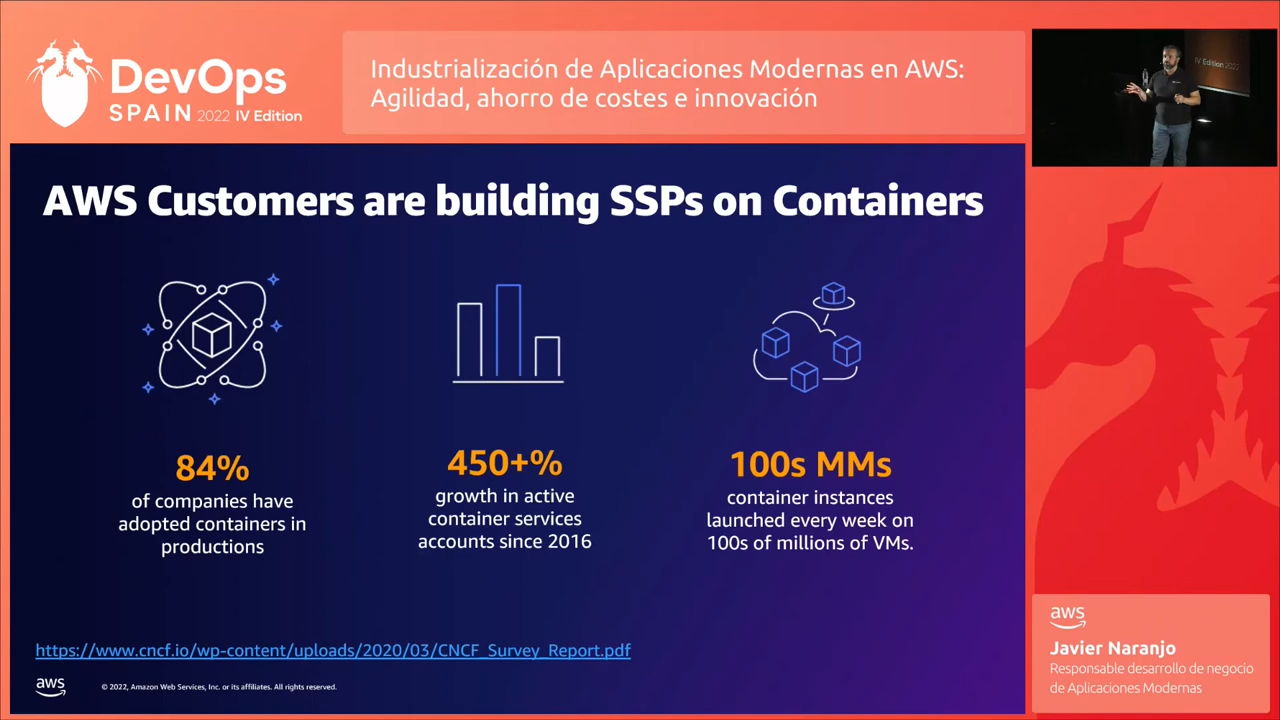 DevOps
SPAIN 2022 IV Edition
Industrialización de Aplicaciones Modernas en AWS:
Agilidad, ahorro de costes e innovación
IV Edition 2022
AWS Customers are building SSPs on Containers
84%
of companies have
adopted containers in
productions
450+%
growth in active
container services
accounts since 2016
100s MMs
container instances
launched every week on
100s of millions of VMs.
https://www.cncf.io/wp-content/uploads/2020/03/CNCF_Survey_Report.pdf
aws
© 2022, Amazon Web Services, Inc. or its affiliates. All rights reserved.
aws
Javier Naranjo
Responsable desarrollo de negocio
de Aplicaciones Modernas